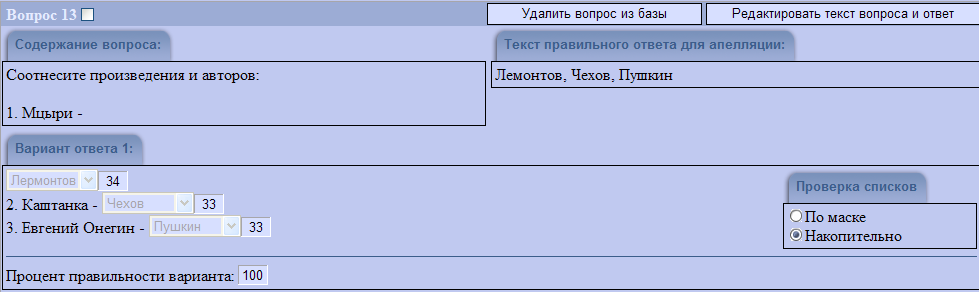 Вопрос 13 Удалить вопрос из базы Редактировать текст вопроса и ответ
Содержание вопроса: Текст правильного ответа для апелляции:
Соотнесите произведения и авторов: Лемонтов, Чехов, Пушкин
1. Мцыри -
Вариант ответа 1:
Лермонтов 34
2. Каштанка - Чехов 33
3. Евгений Онегин - Пушкин 33
Проверка списков
По маске
Накопительно
Процент правильности варианта: 100